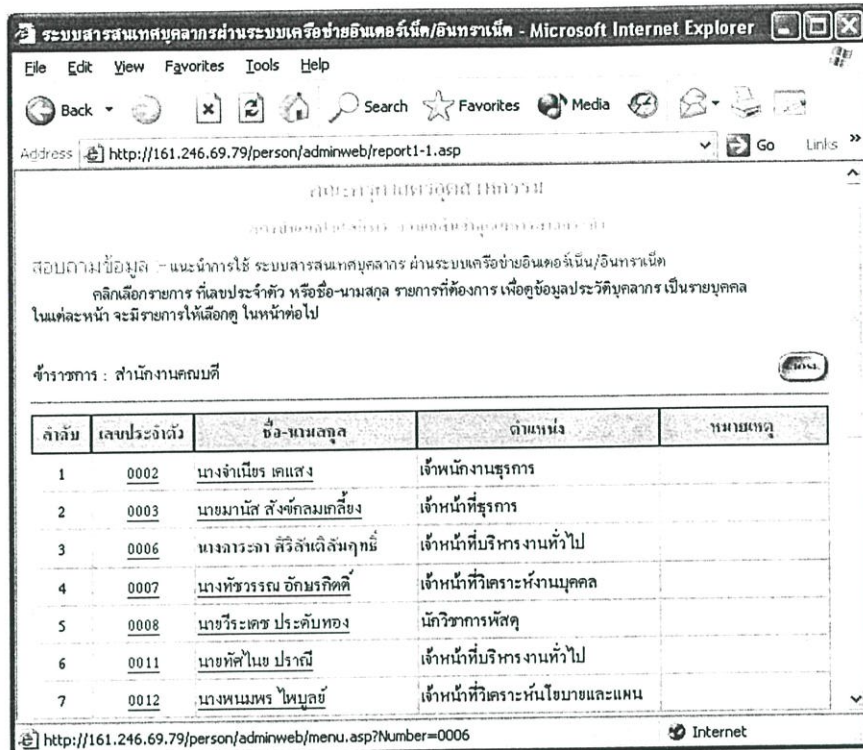 ระบบสารสนเทศบุคลากรผ่านระบบเครือข่ายอินเตอร์เน็ต/อินทราเน็ต - Microsoft Internet Explorer
File Edit View Favorites Tools Help
Back Search Favorites Media
Address http://161.246.69.79/person/adminweb/report1-1.asp Go Links »
คณะครุศาสตร์อุตสาหกรรม
สอบถามข้อมูล :- แนะนำการใช้ ระบบสารสนเทศบุคลากร ผ่านระบบเครือข่ายอินเตอร์เน็น/อินทราเน็ต
คลิกเลือกรายการ ที่เลขประจำตัว หรือชื่อ-นามสกุล รายการที่ต้องการ เพื่อดูข้อมูลประวัติบุคลากร เป็นรายบุคคล
ในแต่ละหน้า จะมีรายการให้เลือกดู ในหน้าต่อไป
ข้าราชการ : สำนักงานคณบดี
CLOSE
ลำดับ เลขประจำตัว ชื่อ-นามสกุล ตำแหน่ง หมายเหตุ
1 0002 นางจำเนียร เคแสง เจ้าพนักงานธุรการ
2 0003 นายมานัส สังข์กลมเกลี้ยง เจ้าหน้าที่ธุรการ
3 0006 นางภาระดา ศิริสันติสัมฤทธิ์ เจ้าหน้าที่บริหารงานทั่วไป
4 0007 นางทัชวรรณ อักษรกิตติ์ เจ้าหน้าที่วิเคราะห์งานบุคคล
5 0008 นายวีระเดช ประดับทอง นักวิชาการพัสดุ
6 0011 นายทัศไนย ปราณี เจ้าหน้าที่บริหารงานทั่วไป
7 0012 นางพนมพร ไพบูลย์ เจ้าหน้าที่วิเคราะห์นโยบายและแผน
http://161.246.69.79/person/adminweb/menu.asp?Number=0006 Internet